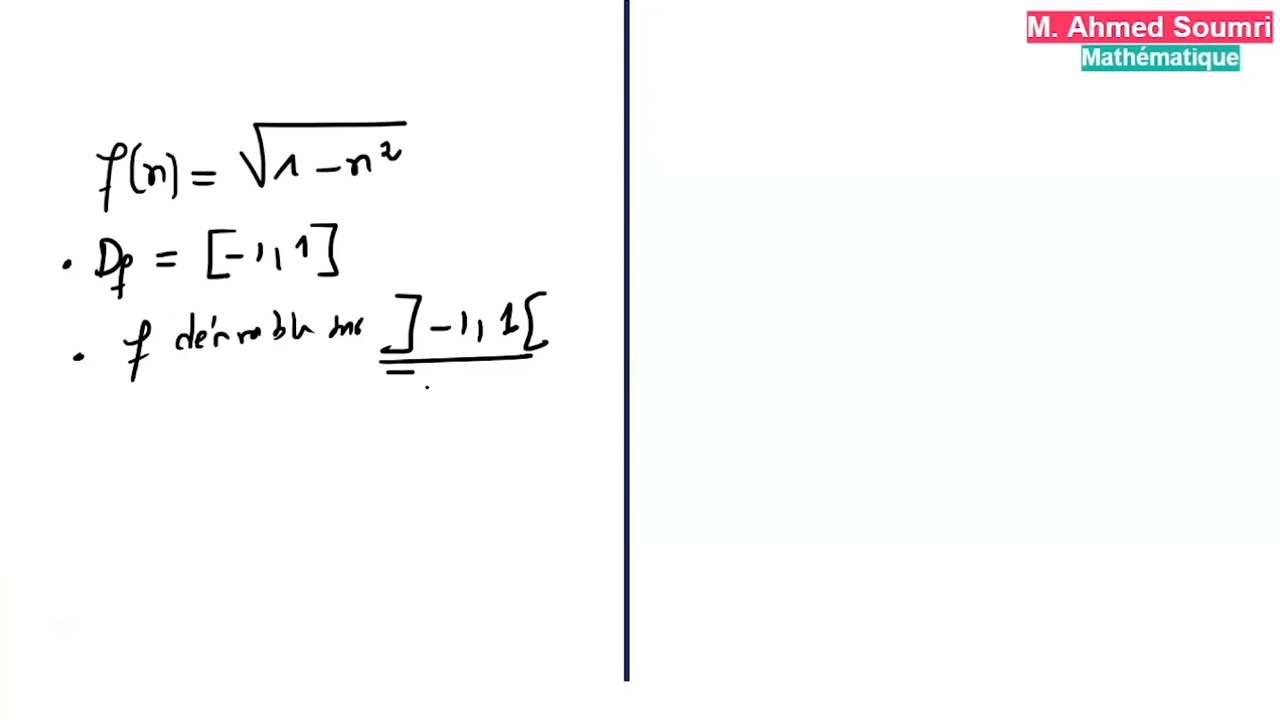 M. Ahmed Soumri
Mathématique
f(x) = √(1 - x²)
• Df = [-1, 1]
• f dérivable sur ]-1, 1[